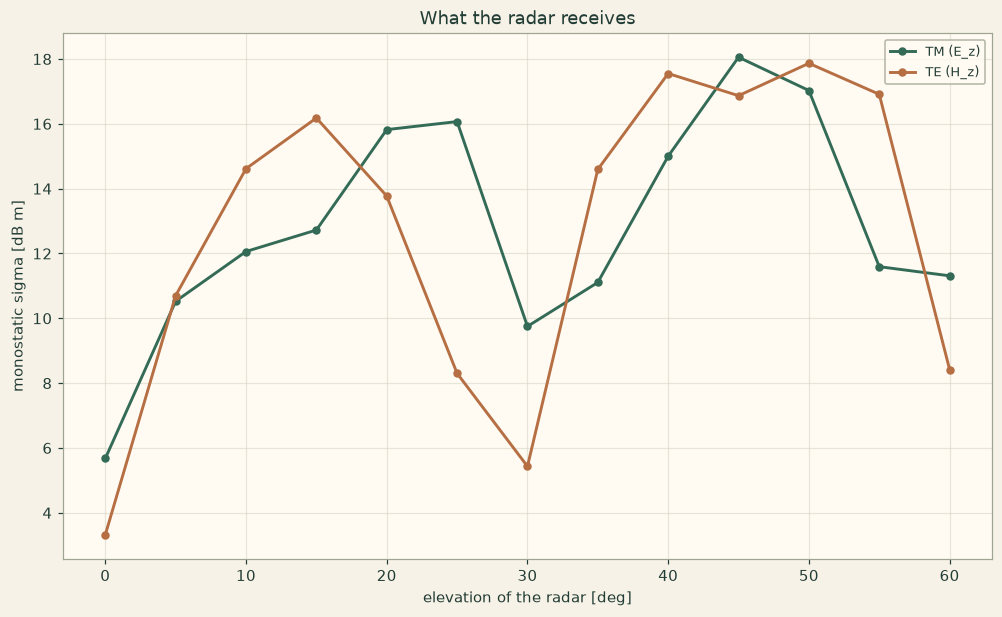 What the radar receives
TM (E_z)
TE (H_z)
18
16
14
12
10
8
6
4
monostatic sigma [dB m]
0 10 20 30 40 50 60
elevation of the radar [deg]